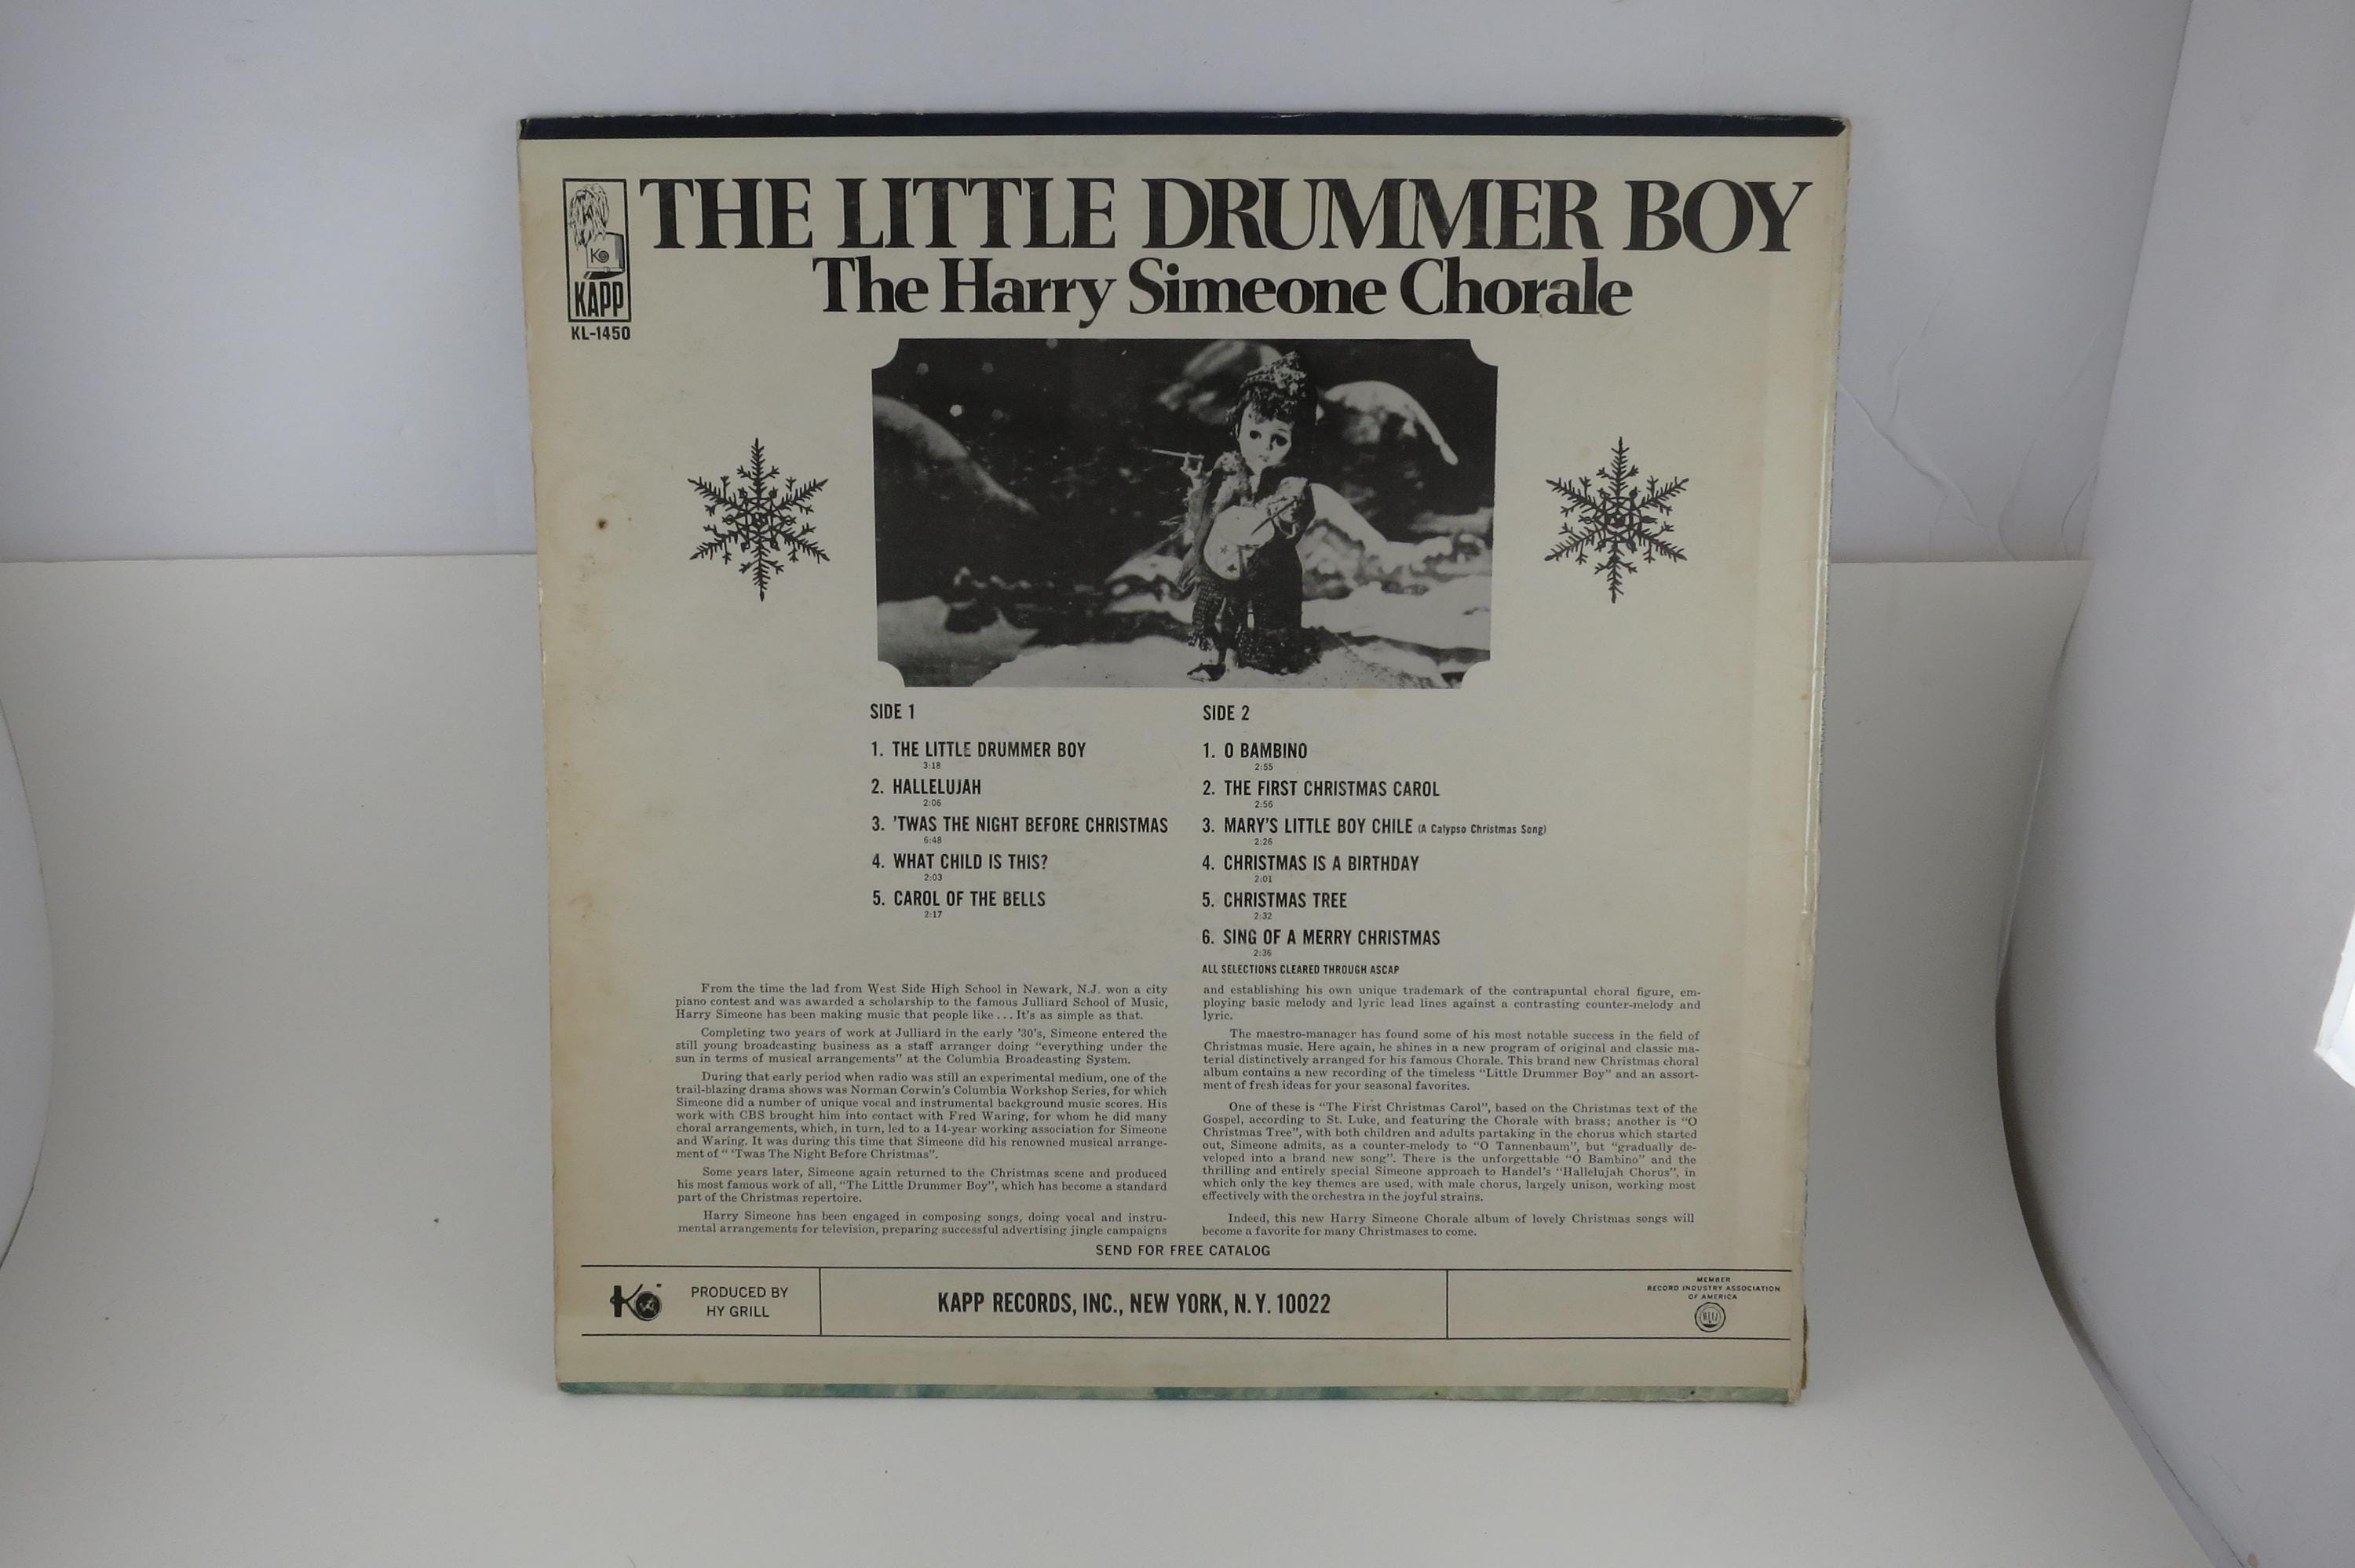 THE LITTLE DRUMMER BOY
The Harry Simeone Chorale
K
KAPP
KL-1450
SIDE 1
1. THE LITTLE DRUMMER BOY
3:18
2. HALLELUJAH
2:06
3. 'TWAS THE NIGHT BEFORE CHRISTMAS
6:48
4. WHAT CHILD IS THIS?
2:03
5. CAROL OF THE BELLS
2:17
SIDE 2
1. O BAMBINO
2:55
2. THE FIRST CHRISTMAS CAROL
2:56
3. MARY'S LITTLE BOY CHILE (A Calypso Christmas Song)
2:26
4. CHRISTMAS IS A BIRTHDAY
2:01
5. CHRISTMAS TREE
2:32
6. SING OF A MERRY CHRISTMAS
2:36
ALL SELECTIONS CLEARED THROUGH ASCAP
From the time the lad from West Side High School in Newark, N.J. won a city
piano contest and was awarded a scholarship to the famous Julliard School of Music,
Harry Simeone has been making music that people like . . . It's as simple as that.
Completing two years of work at Julliard in the early '30's, Simeone entered the
still young broadcasting business as a staff arranger doing "everything under the
sun in terms of musical arrangements" at the Columbia Broadcasting System.
During that early period when radio was still an experimental medium, one of the
trail-blazing drama shows was Norman Corwin's Columbia Workshop Series, for which
Simeone did a number of unique vocal and instrumental background music scores. His
work with CBS brought him into contact with Fred Waring, for whom he did many
choral arrangements, which, in turn, led to a 14-year working association for Simeone
and Waring. It was during this time that Simeone did his renowned musical arrange-
ment of " 'Twas The Night Before Christmas".
Some years later, Simeone again returned to the Christmas scene and produced
his most famous work of all, "The Little Drummer Boy", which has become a standard
part of the Christmas repertoire.
Harry Simeone has been engaged in composing songs, doing vocal and instru-
mental arrangements for television, preparing successful advertising jingle campaigns
and establishing his own unique trademark of the contrapuntal choral figure, em-
ploying basic melody and lyric lead lines against a contrasting counter-melody and
lyric.
The maestro-manager has found some of his most notable success in the field of
Christmas music. Here again, he shines in a new program of original and classic ma-
terial distinctively arranged for his famous Chorale. This brand new Christmas choral
album contains a new recording of the timeless "Little Drummer Boy" and an assort-
ment of fresh ideas for your seasonal favorites.
One of these is "The First Christmas Carol", based on the Christmas text of the
Gospel, according to St. Luke, and featuring the Chorale with brass; another is "O
Christmas Tree", with both children and adults partaking in the chorus which started
out, Simeone admits, as a counter-melody to "O Tannenbaum", but "gradually de-
veloped into a brand new song". There is the unforgettable "O Bambino" and the
thrilling and entirely special Simeone approach to Handel's "Hallelujah Chorus", in
which only the key themes are used, with male chorus, largely unison, working most
effectively with the orchestra in the joyful strains.
Indeed, this new Harry Simeone Chorale album of lovely Christmas songs will
become a favorite for many Christmases to come.
SEND FOR FREE CATALOG
K
PRODUCED BY
HY GRILL
KAPP RECORDS, INC., NEW YORK, N.Y. 10022
MEMBER
RECORD INDUSTRY ASSOCIATION
OF AMERICA